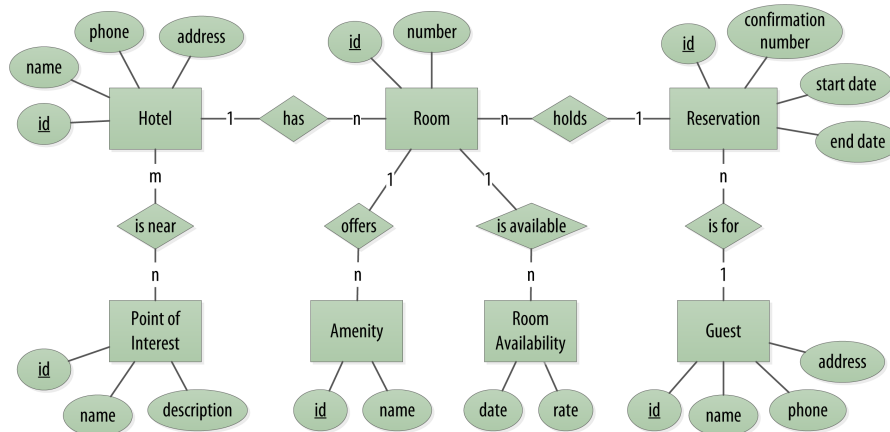 phone
address
name
id
Hotel
id
number
Room
id
confirmation
number
start date
end date
Reservation
1
has
n
n
holds
1
m
is near
n
1
offers
n
1
is available
n
n
is for
1
Point of
Interest
id
name
description
Amenity
id
name
Room
Availability
date
rate
Guest
address
id
name
phone